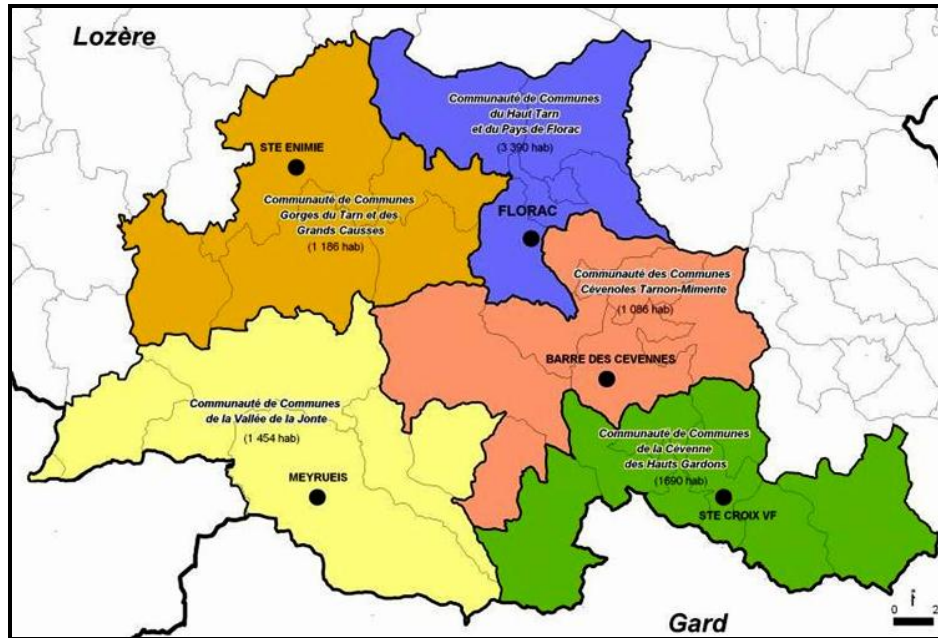 Lozère
Communauté de Communes
du Haut Tarn
et du Pays de Florac
(3 390 hab)
STE ENIMIE
Communauté de Communes
Gorges du Tarn et des
Grands Causses
(1 186 hab)
FLORAC
Communauté des Communes
Cévenoles Tarnon-Mimente
(1 086 hab)
BARRE DES CEVENNES
Communauté de Communes
de la Vallée de la Jonte
(1 454 hab)
Communauté de Communes
de la Cévenne
des Hauts Gardons
(1690 hab)
MEYRUEIS
STE CROIX VF
Gard
0 2